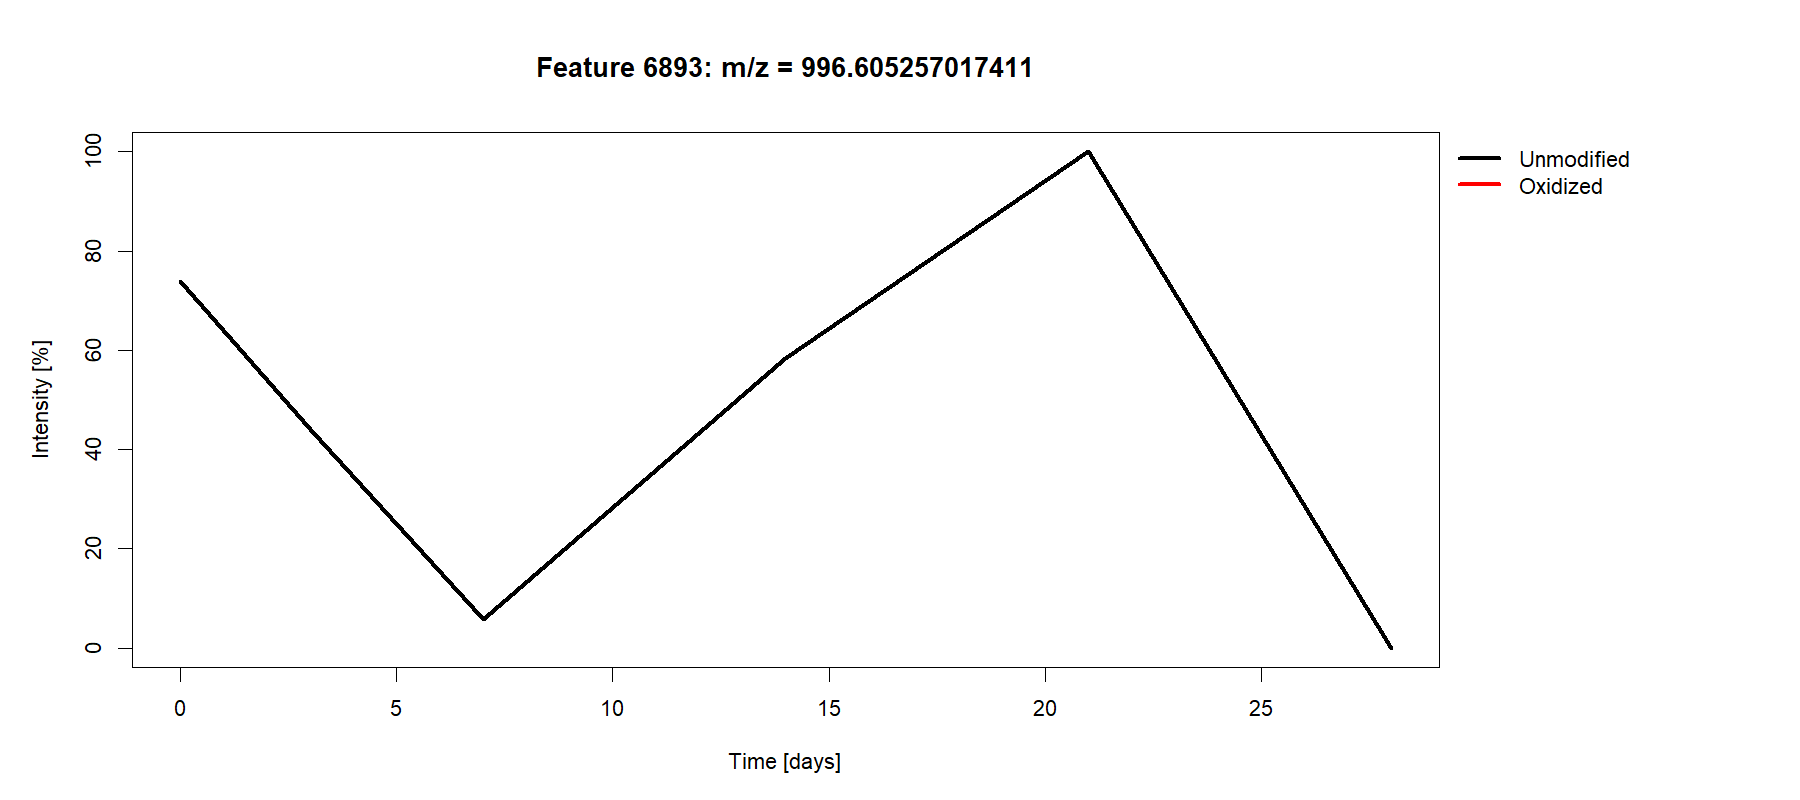 Feature 6893: m/z = 996.605257017411
Unmodified
Oxidized
Intensity [%]
100
80
60
40
20
0
0 5 10 15 20 25
Time [days]